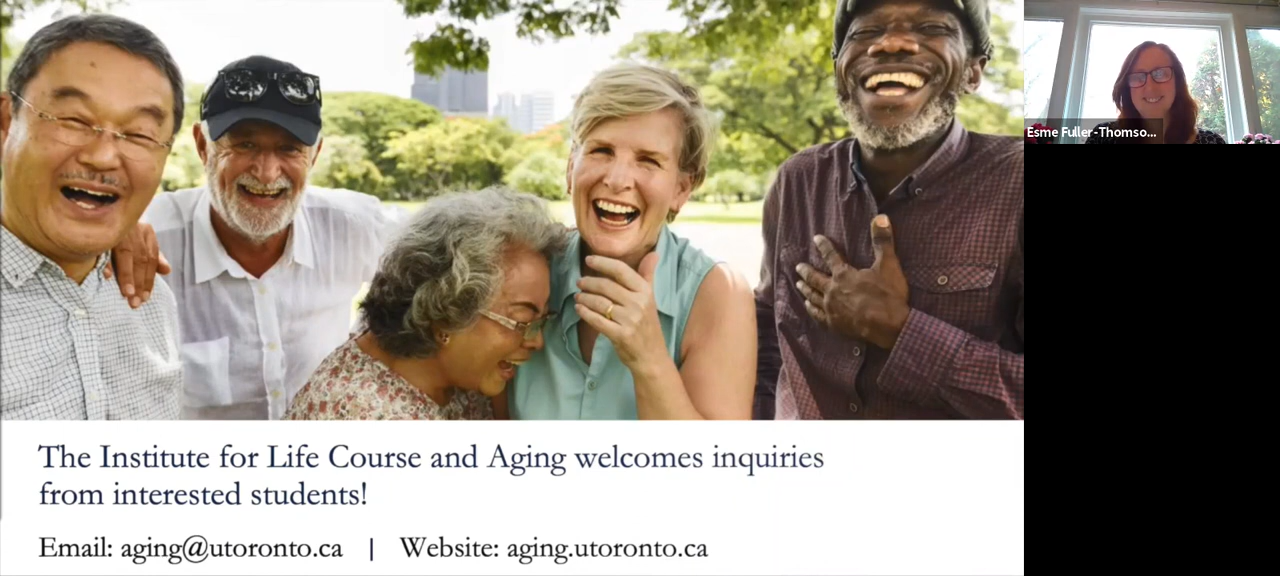 Esme Fuller-Thomso...
The Institute for Life Course and Aging welcomes inquiries
from interested students!
Email: aging@utoronto.ca | Website: aging.utoronto.ca